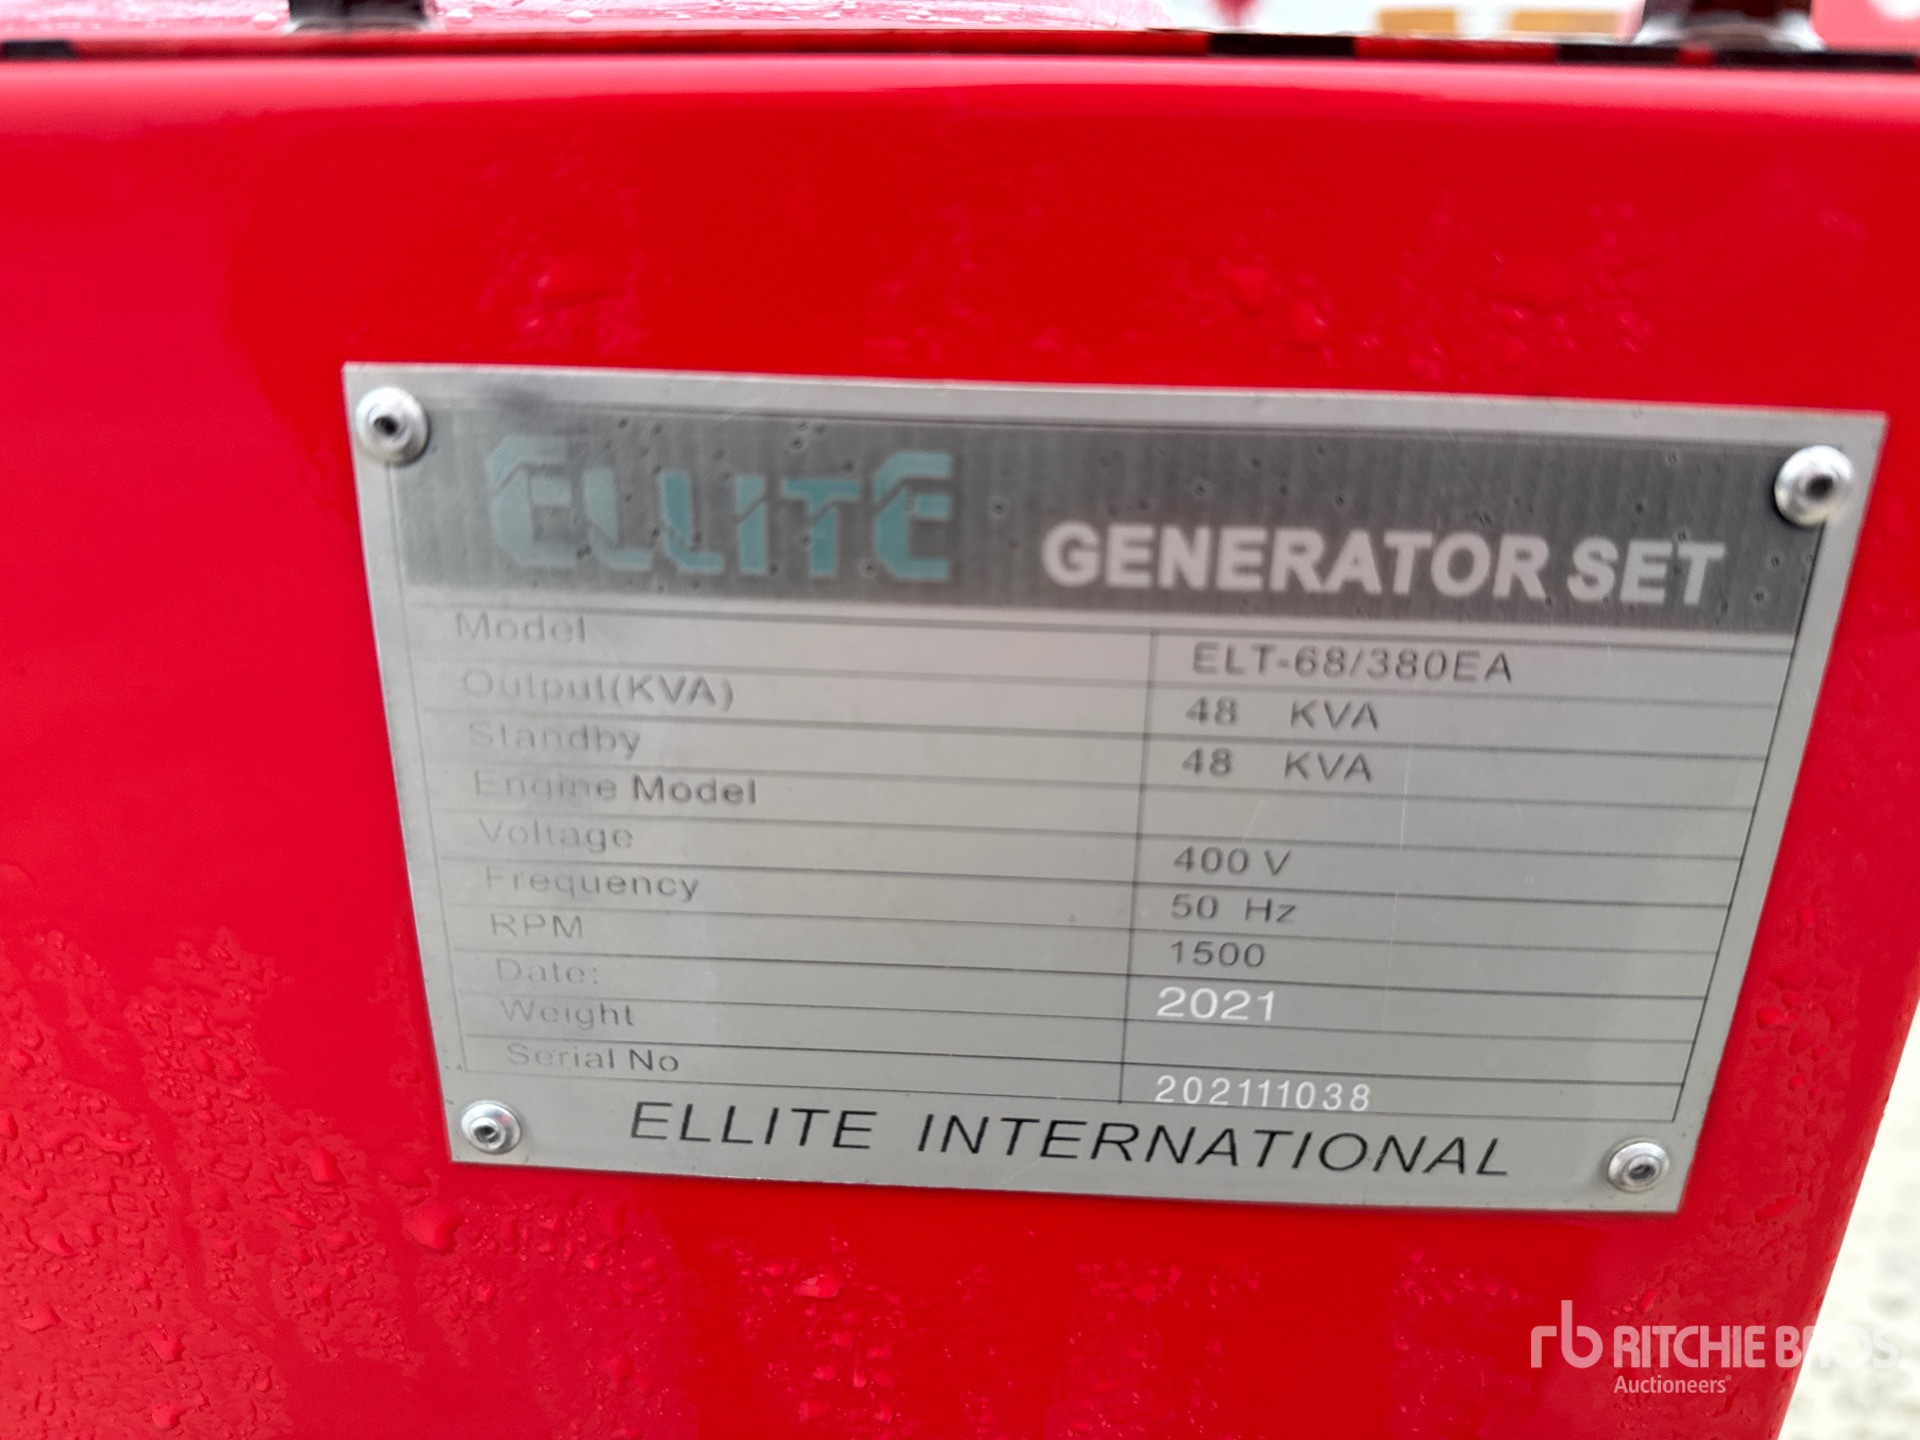 ELLITE GENERATOR SET
Model ELT-68/380EA
Output(KVA) 48 KVA
Standby 48 KVA
Engine Model
Voltage 400 V
Frequency 50 Hz
RPM 1500
Date: 2021
Weight
Serial No 202111038
ELLITE INTERNATIONAL
rb RITCHIE BROS
Auctioneers